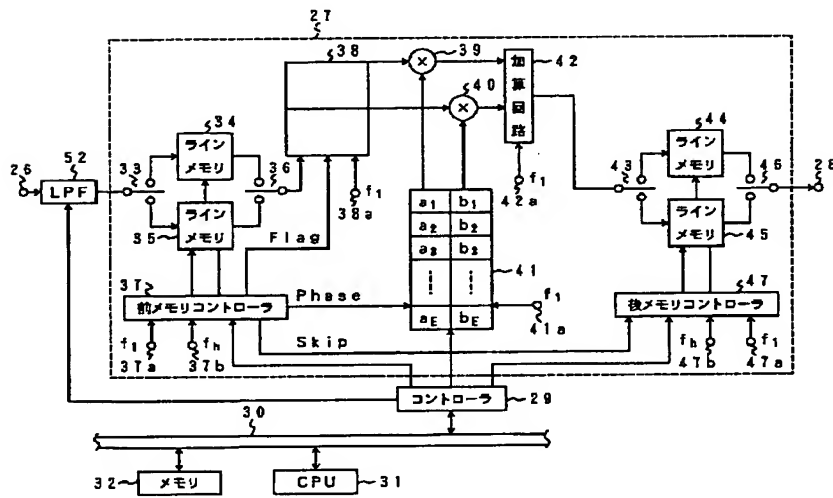 27
38
39
42
加算回路
40
34
44
ライン
メモリ
ライン
メモリ
26
52
LPF
33
36
43
46
28
f1
38a
f1
42a
ライン
メモリ
35
ライン
メモリ
45
Flag
a1 b1
a2 b2
a3 b3
aE bE
41
37
前メモリコントローラ
Phase
f1
41a
47
後メモリコントローラ
Skip
f1
37a
fh
37b
fh
47b
f1
47a
コントローラ
29
30
32
メモリ
CPU
31